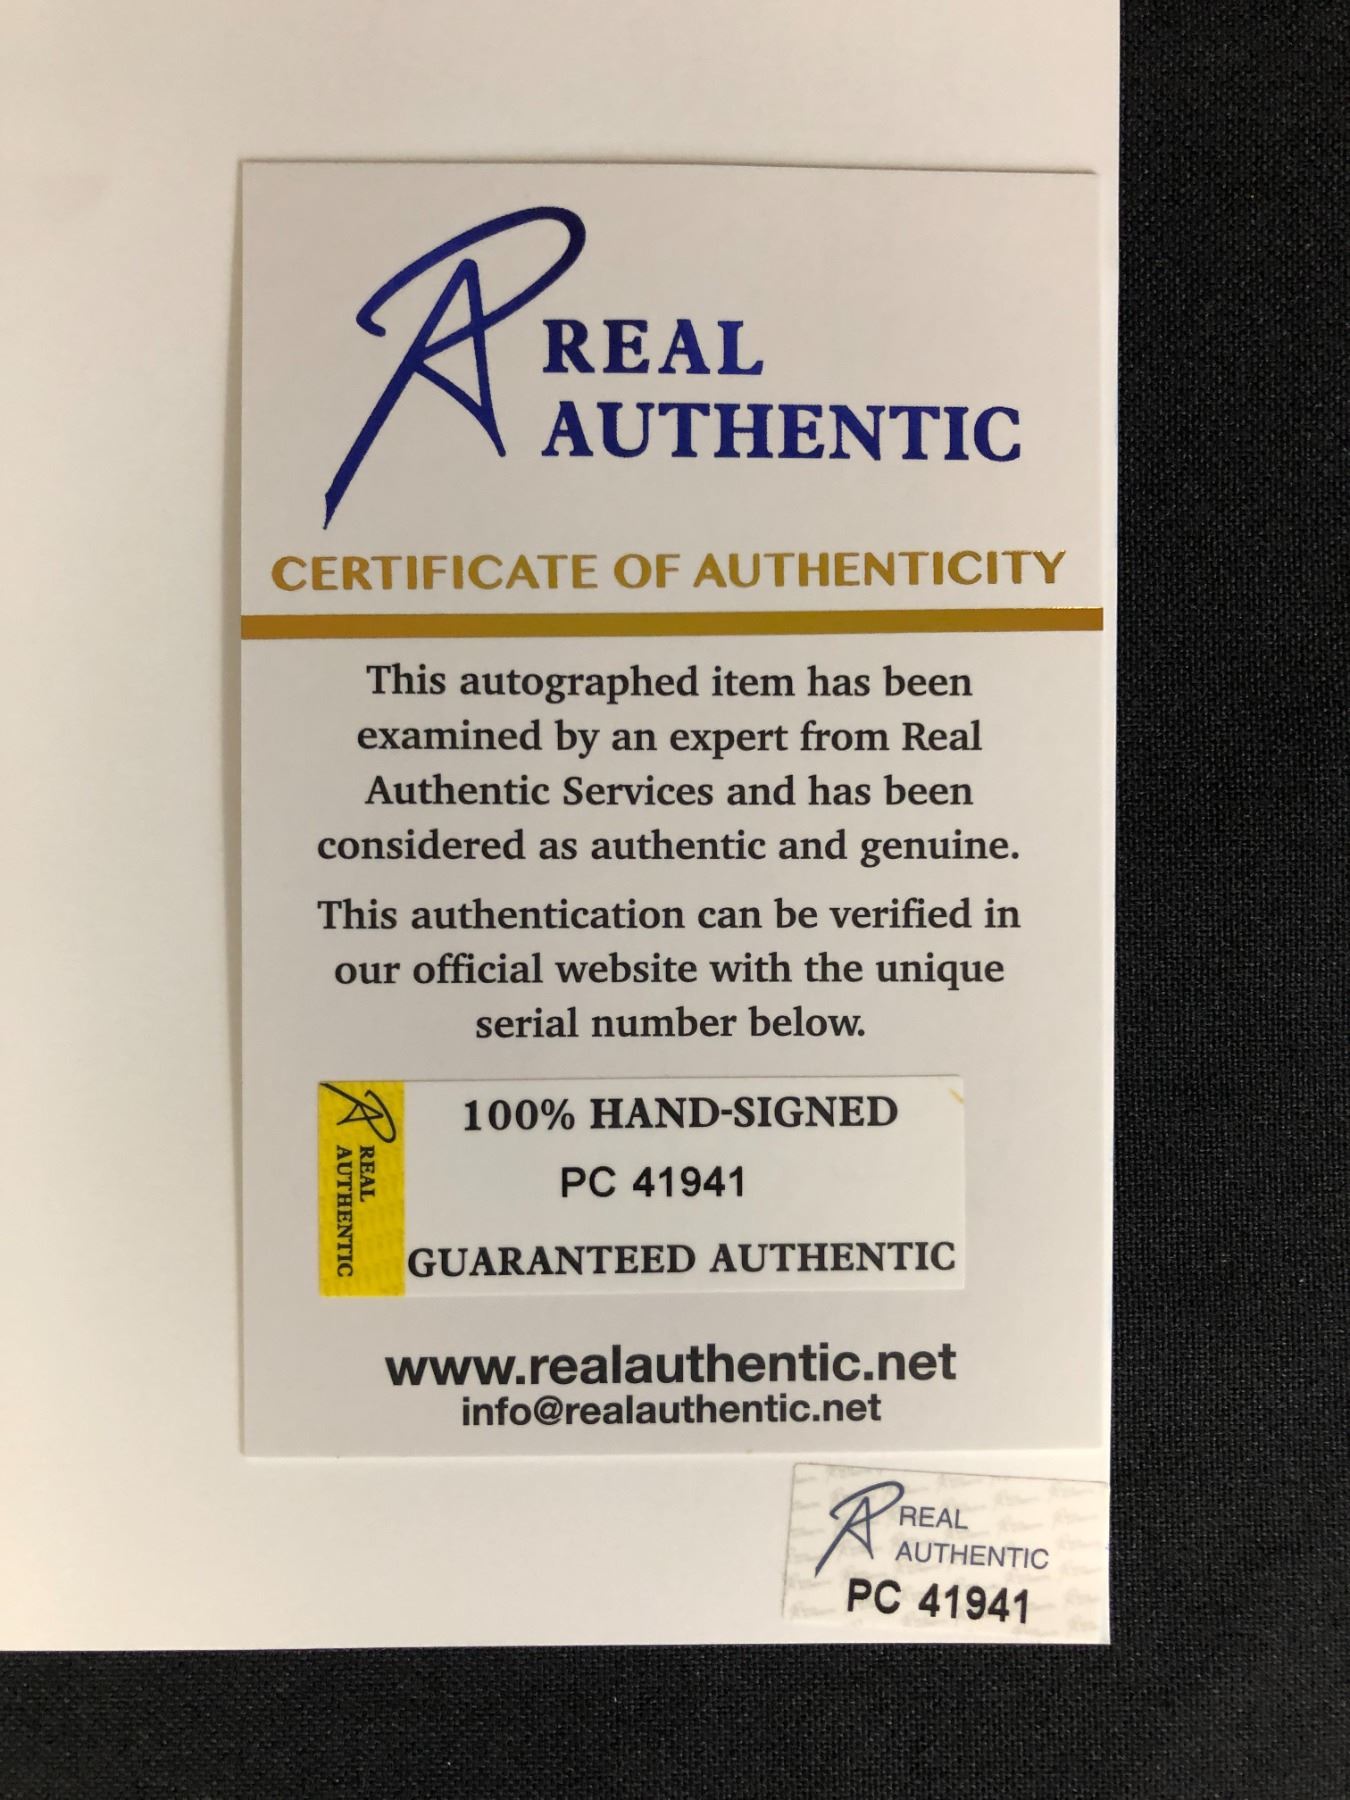 REAL
AUTHENTIC
CERTIFICATE OF AUTHENTICITY
This autographed item has been
examined by an expert from Real
Authentic Services and has been
considered as authentic and genuine.
This authentication can be verified in
our official website with the unique
serial number below.
REAL
AUTHENTIC
100% HAND-SIGNED
PC 41941
GUARANTEED AUTHENTIC
www.realauthentic.net
info@realauthentic.net
REAL
AUTHENTIC
PC 41941